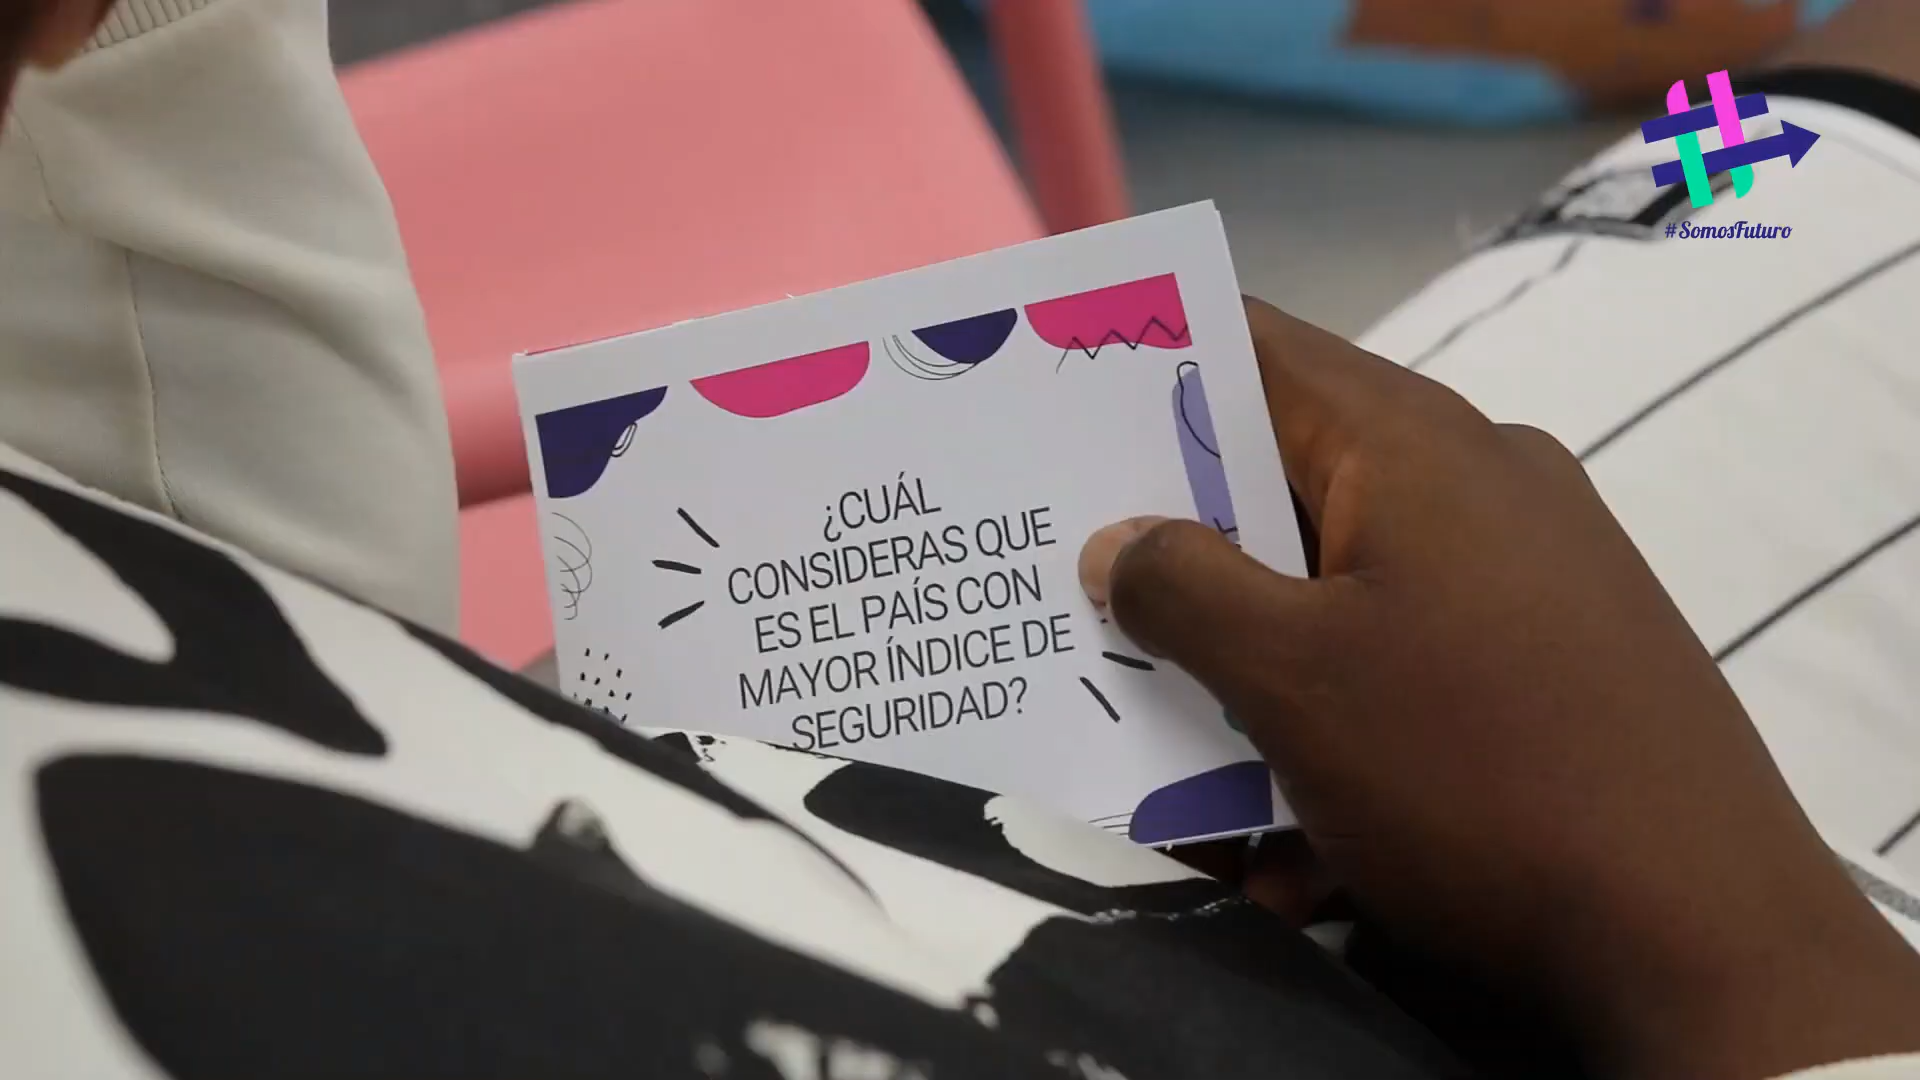 #SomosFuturo
¿CUÁL
CONSIDERAS QUE
ES EL PAÍS CON
MAYOR ÍNDICE DE
SEGURIDAD?